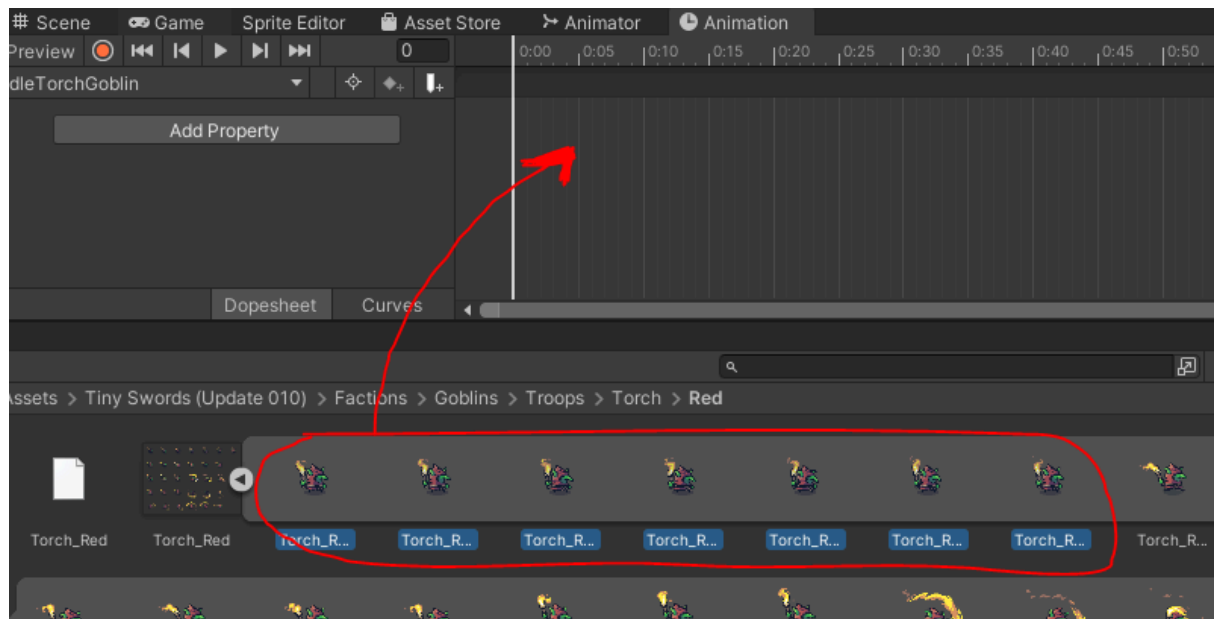 Scene Game Sprite Editor Asset Store Animator Animation
Preview 0 0:00 0:05 0:10 0:15 0:20 0:25 0:30 0:35 0:40 0:45 0:50
dleTorchGoblin
Add Property
Dopesheet Curves
Assets > Tiny Swords (Update 010) > Factions > Goblins > Troops > Torch > Red
Torch_Red Torch_Red Torch_R... Torch_R... Torch_R... Torch_R... Torch_R... Torch_R... Torch_R... Torch_R...